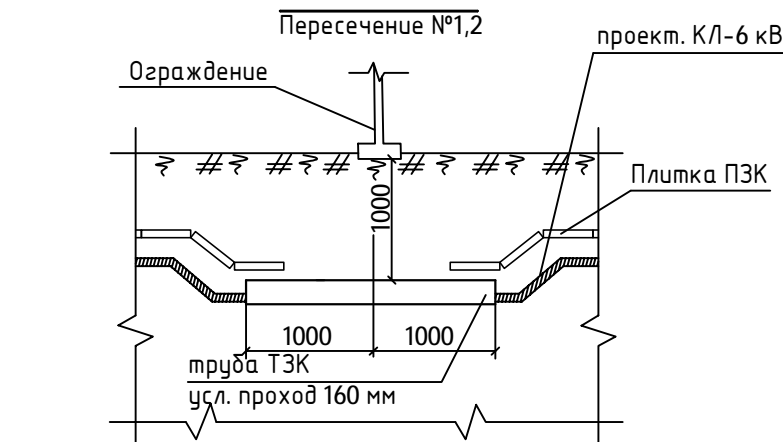 Пересечение №1,2
проект. КЛ-6 кВ
Ограждение
Плитка ПЗК
1000
1000
1000
труба ТЗК
усл. проход 160 мм